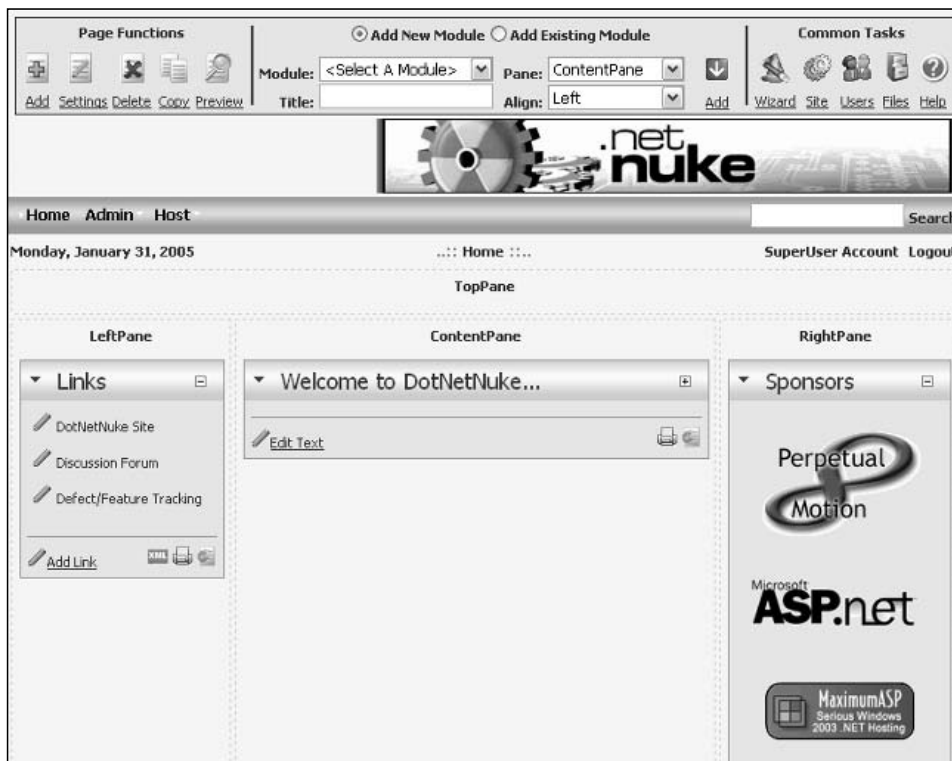 Page Functions
Add New Module Add Existing Module
Common Tasks
Module: <Select A Module> Pane: ContentPane
Title: Align: Left
Add Settings Delete Copy Preview
Add
Wizard Site Users Files Help
.net
nuke
Home Admin Host
Search
Monday, January 31, 2005
..:: Home ::..
SuperUser Account Logout
TopPane
LeftPane
ContentPane
RightPane
Links
DotNetNuke Site
Discussion Forum
Defect/Feature Tracking
Add Link
XML
Welcome to DotNetNuke...
Edit Text
Sponsors
Perpetual
Motion
Microsoft
ASP.net
MaximumASP
Serious Windows
2003 .NET Hosting